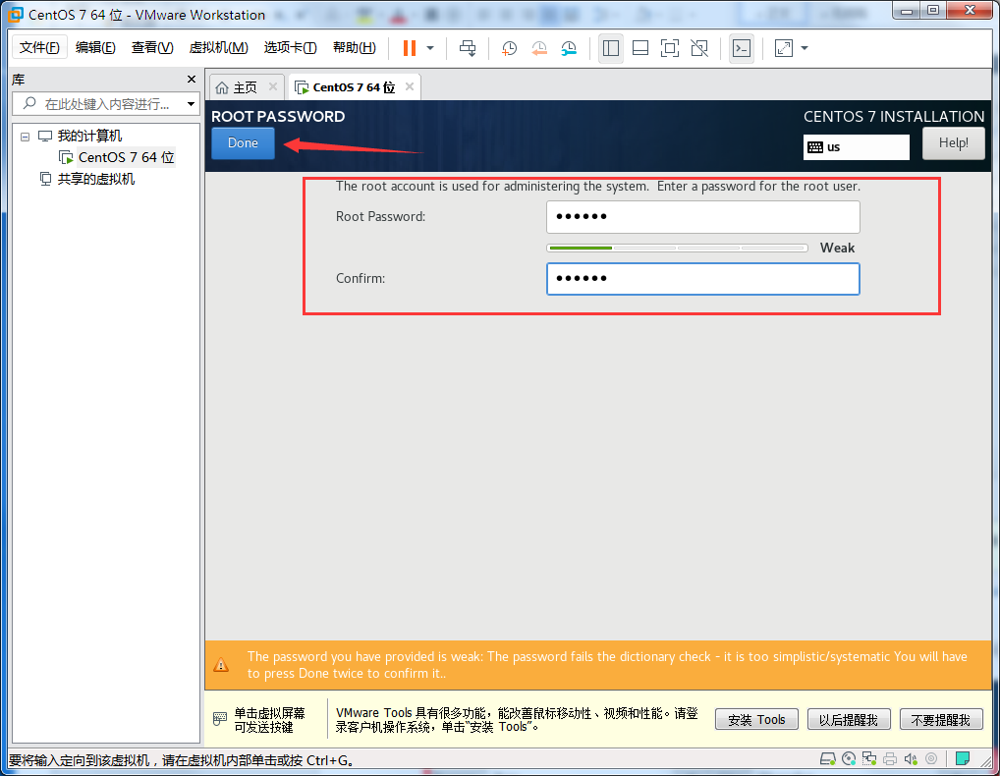 CentOS 7 64 位 - VMware Workstation
文件(F) 编辑(E) 查看(V) 虚拟机(M) 选项卡(T) 帮助(H)
库
在此处键入内容进行...
我的计算机
CentOS 7 64 位
共享的虚拟机
主页 CentOS 7 64 位
ROOT PASSWORD
CENTOS 7 INSTALLATION
Done
us
Help!
The root account is used for administering the system.  Enter a password for the root user.
Root Password: ••••••
Weak
Confirm: ••••••
The password you have provided is weak: The password fails the dictionary check - it is too simplistic/systematic You will have
to press Done twice to confirm it..
单击虚拟屏幕
可发送按键
VMware Tools 具有很多功能，能改善鼠标移动性、视频和性能。请登
录客户机操作系统，单击“安装 Tools”。
安装 Tools 以后提醒我 不要提醒我
要将输入定向到该虚拟机，请在虚拟机内部单击或按 Ctrl+G。